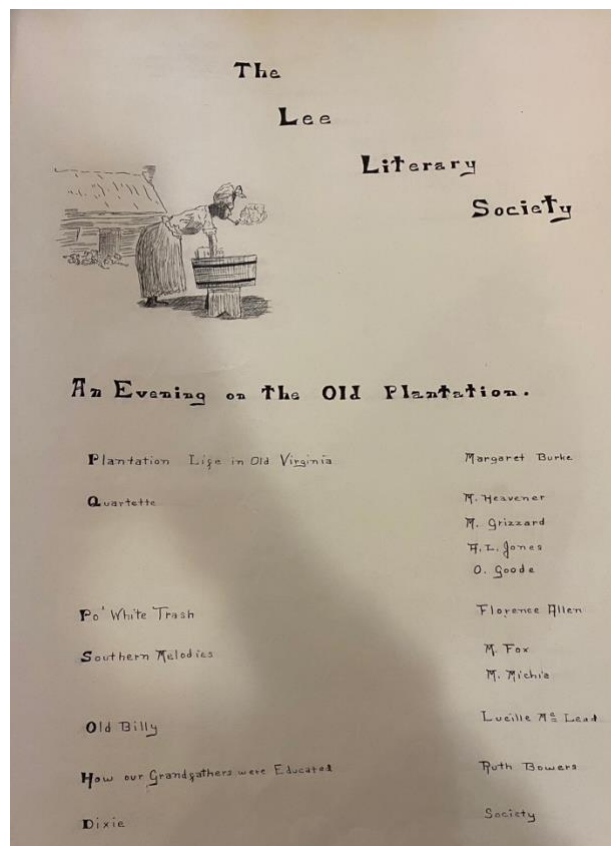 The
Lee
Literary
Society
An Evening on The Old Plantation.
Plantation Life in Old Virginia Margaret Burke
Quartette M. Heavener
M. Grizzard
A. L. Jones
O. Goode
Po' White Trash Florence Allen
Southern Melodies M. Fox
M. Michie
Old Billy Lucille Mc Lead
How our Grandfathers were Educated Ruth Bowers
Dixie Society